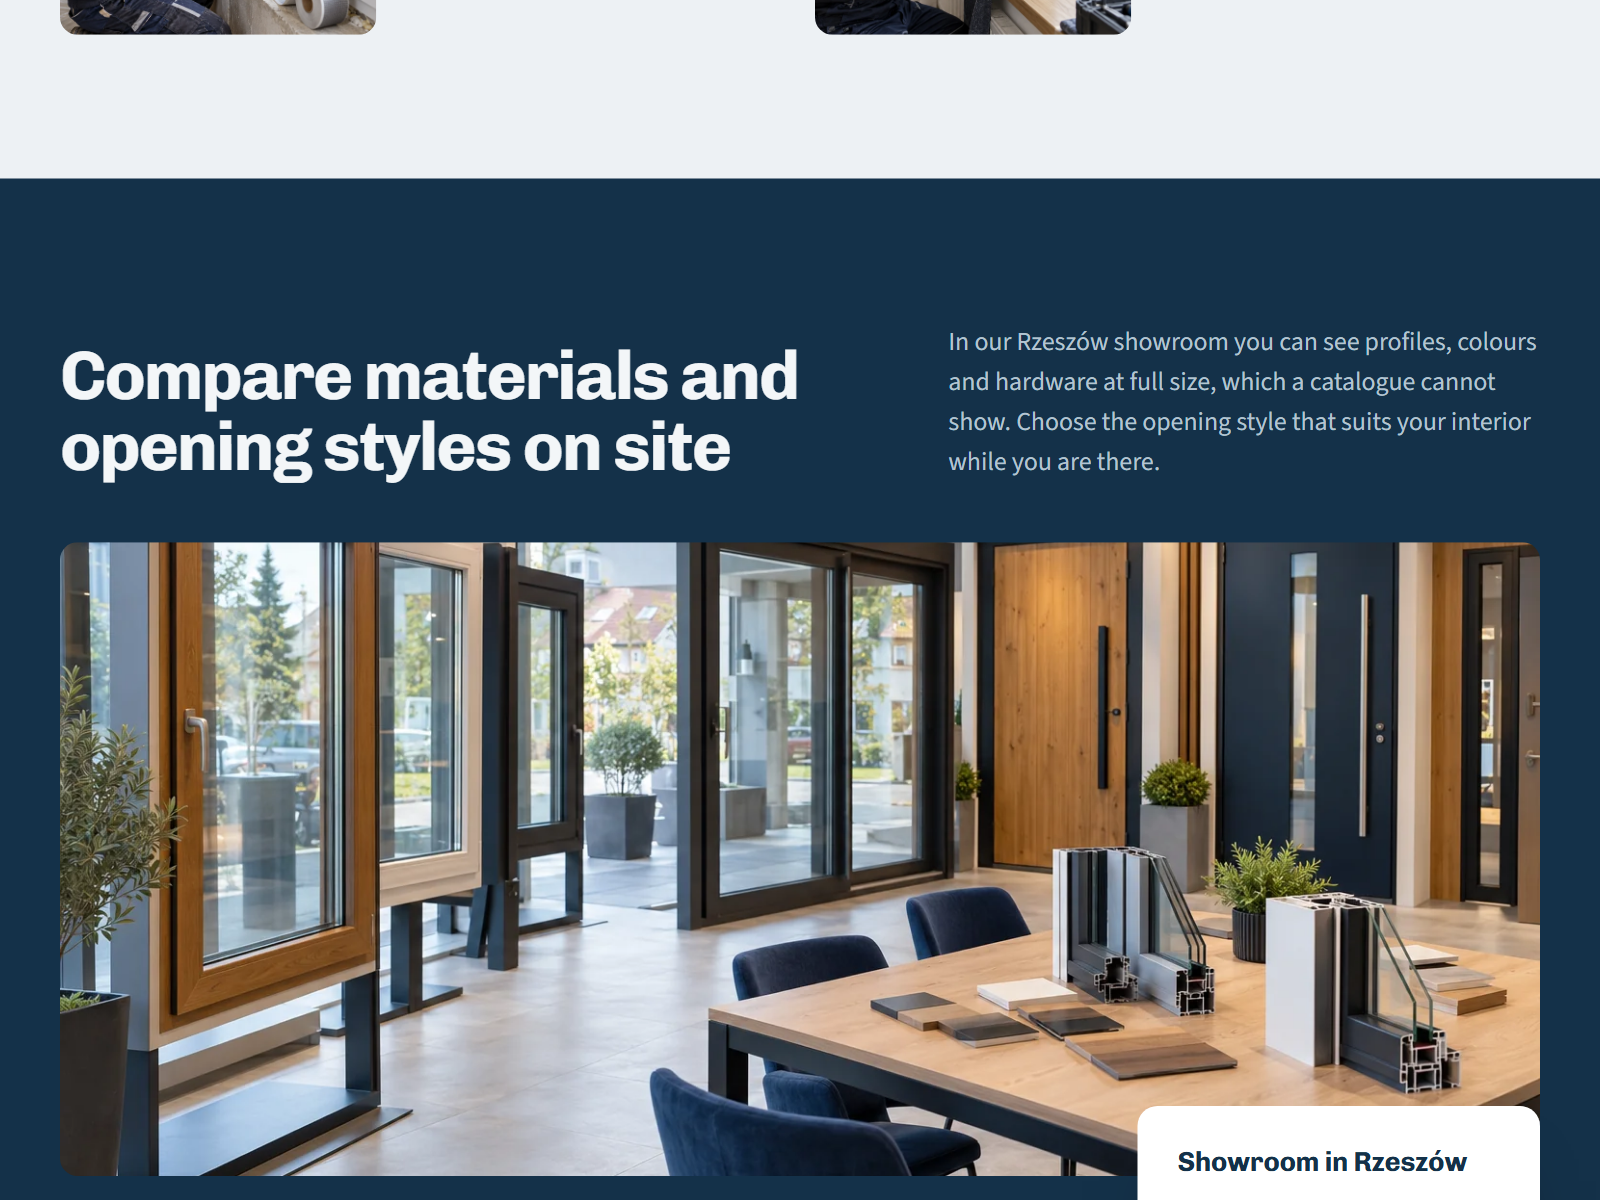 Compare materials and
opening styles on site
In our Rzeszów showroom you can see profiles, colours
and hardware at full size, which a catalogue cannot
show. Choose the opening style that suits your interior
while you are there.
Showroom in Rzeszów